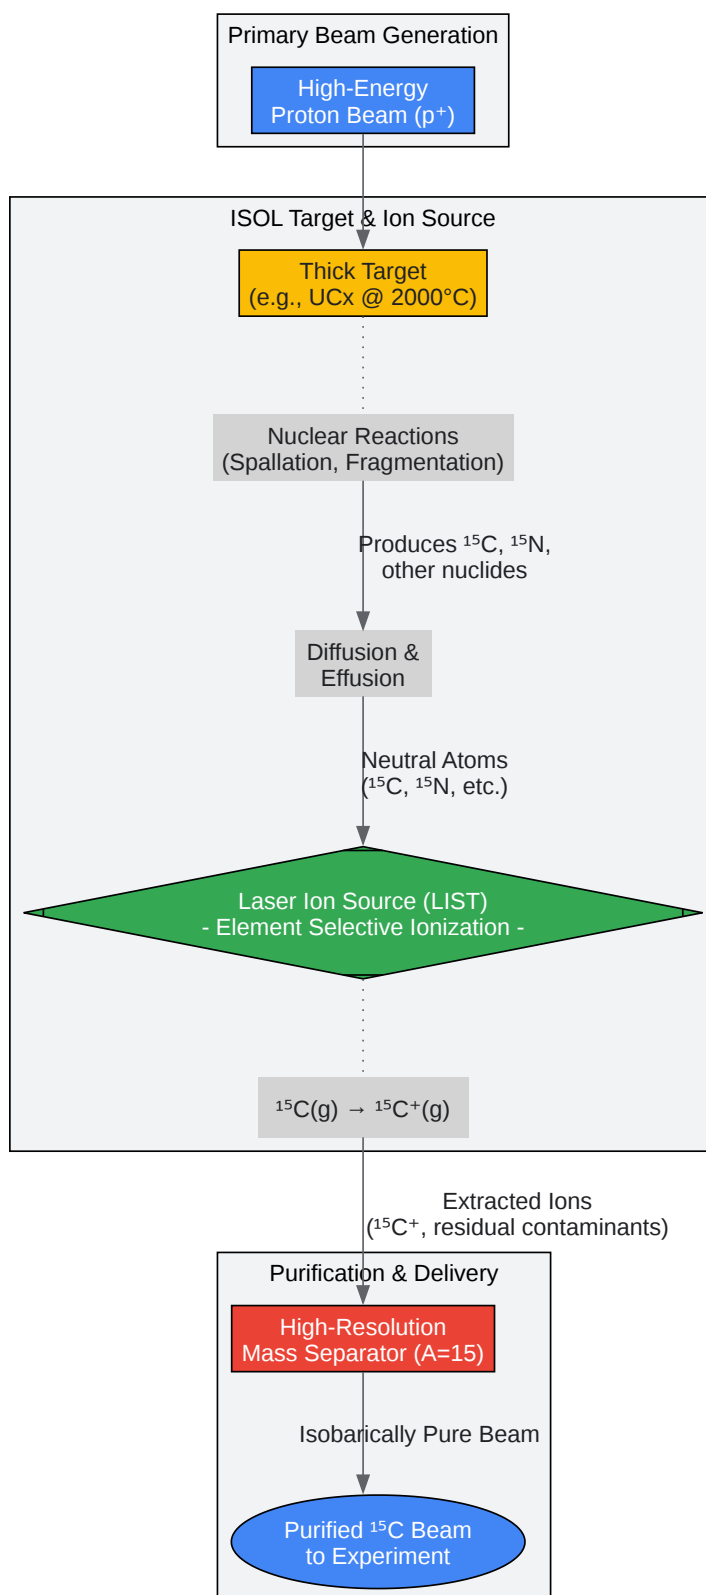 Primary Beam Generation
High-Energy
Proton Beam (p⁺)
ISOL Target & Ion Source
Thick Target
(e.g., UCx @ 2000°C)
Nuclear Reactions
(Spallation, Fragmentation)
Produces ¹⁵C, ¹⁵N,
other nuclides
Diffusion &
Effusion
Neutral Atoms
(¹⁵C, ¹⁵N, etc.)
Laser Ion Source (LIST)
- Element Selective Ionization -
¹⁵C(g) → ¹⁵C⁺(g)
Extracted Ions
(¹⁵C⁺, residual contaminants)
Purification & Delivery
High-Resolution
Mass Separator (A=15)
Isobarically Pure Beam
Purified ¹⁵C Beam
to Experiment